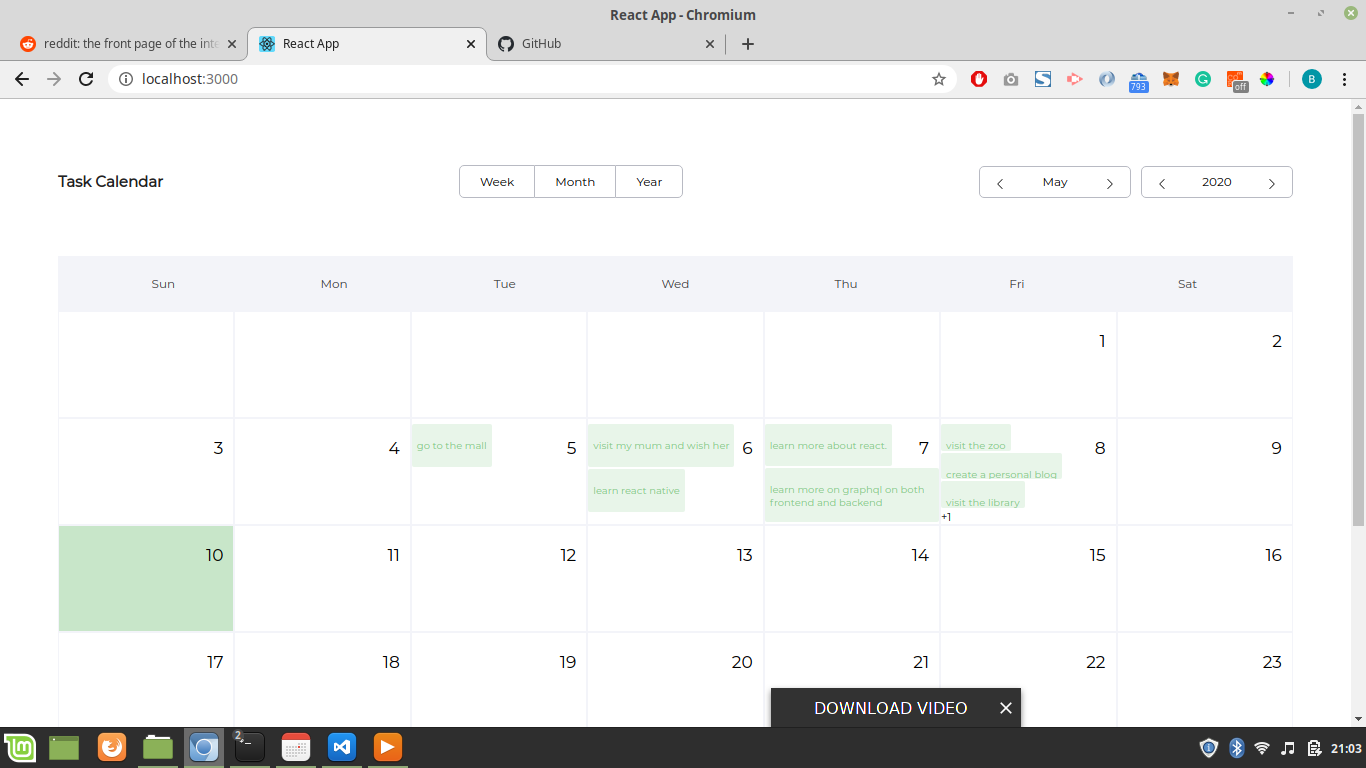 React App - Chromium
reddit: the front page of the inte
React App
GitHub
localhost:3000
793
off
B
Task Calendar
Week Month Year
May
2020
Sun Mon Tue Wed Thu Fri Sat
1 2
3 4 5 6 7 8 9
go to the mall
visit my mum and wish her
learn react native
learn more about react.
learn more on graphql on both
frontend and backend
visit the zoo
create a personal blog
visit the library
+1
10 11 12 13 14 15 16
17 18 19 20 21 22 23
DOWNLOAD VIDEO
2
21:03